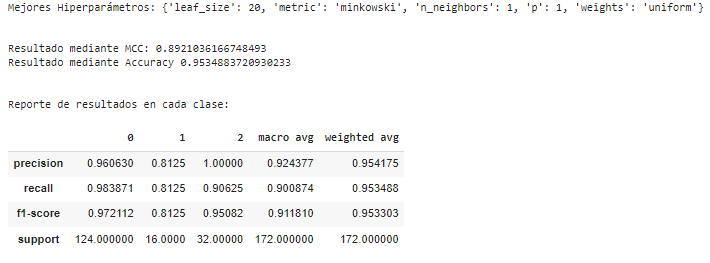 Mejores Hiperparámetros: {'leaf_size': 20, 'metric': 'minkowski', 'n_neighbors': 1, 'p': 1, 'weights': 'uniform'}
Resultado mediante MCC: 0.8921036166748493
Resultado mediante Accuracy 0.9534883720930233
Reporte de resultados en cada clase:
0 1 2 macro avg weighted avg
precision 0.960630 0.8125 1.00000 0.924377 0.954175
recall 0.983871 0.8125 0.90625 0.900874 0.953488
f1-score 0.972112 0.8125 0.95082 0.911810 0.953303
support 124.000000 16.0000 32.00000 172.000000 172.000000